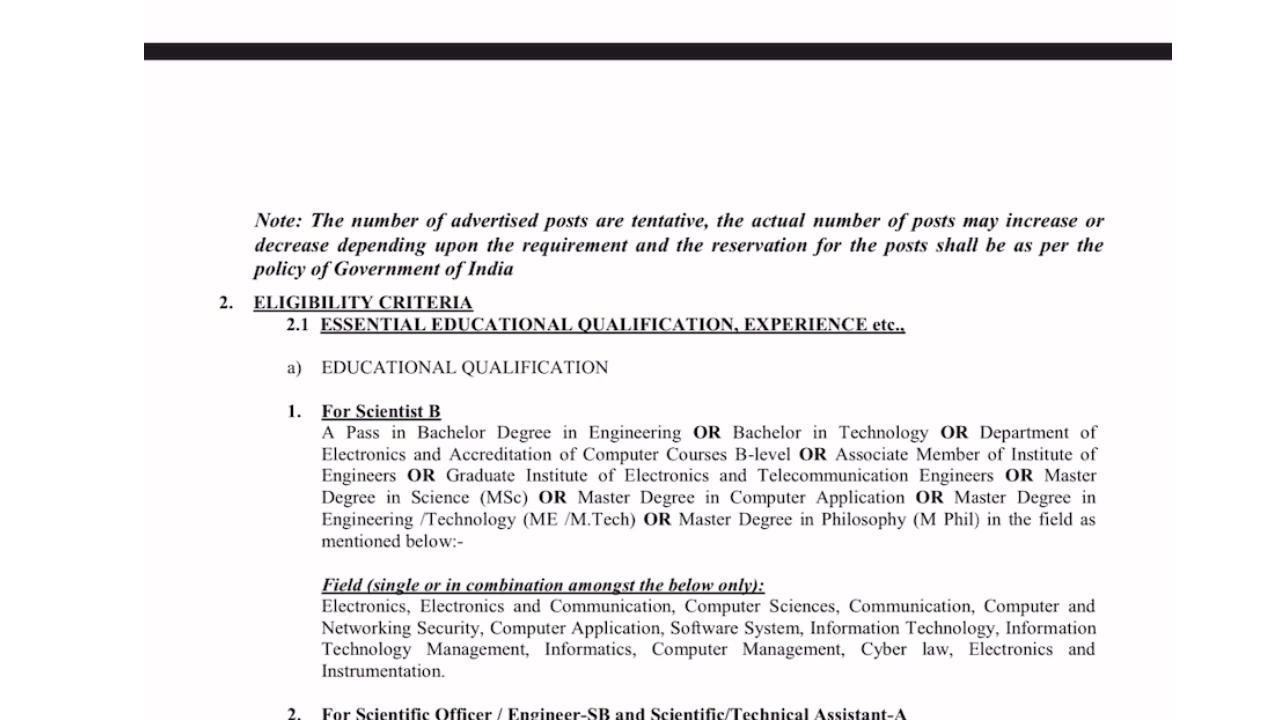 Note: The number of advertised posts are tentative, the actual number of posts may increase or
decrease depending upon the requirement and the reservation for the posts shall be as per the
policy of Government of India
2. ELIGIBILITY CRITERIA
2.1 ESSENTIAL EDUCATIONAL QUALIFICATION, EXPERIENCE etc.,
a) EDUCATIONAL QUALIFICATION
1. For Scientist B
A Pass in Bachelor Degree in Engineering OR Bachelor in Technology OR Department of
Electronics and Accreditation of Computer Courses B-level OR Associate Member of Institute of
Engineers OR Graduate Institute of Electronics and Telecommunication Engineers OR Master
Degree in Science (MSc) OR Master Degree in Computer Application OR Master Degree in
Engineering /Technology (ME /M.Tech) OR Master Degree in Philosophy (M Phil) in the field as
mentioned below:-
Field (single or in combination amongst the below only):
Electronics, Electronics and Communication, Computer Sciences, Communication, Computer and
Networking Security, Computer Application, Software System, Information Technology, Information
Technology Management, Informatics, Computer Management, Cyber law, Electronics and
Instrumentation.
2. For Scientific Officer / Engineer-SB and Scientific/Technical Assistant-A